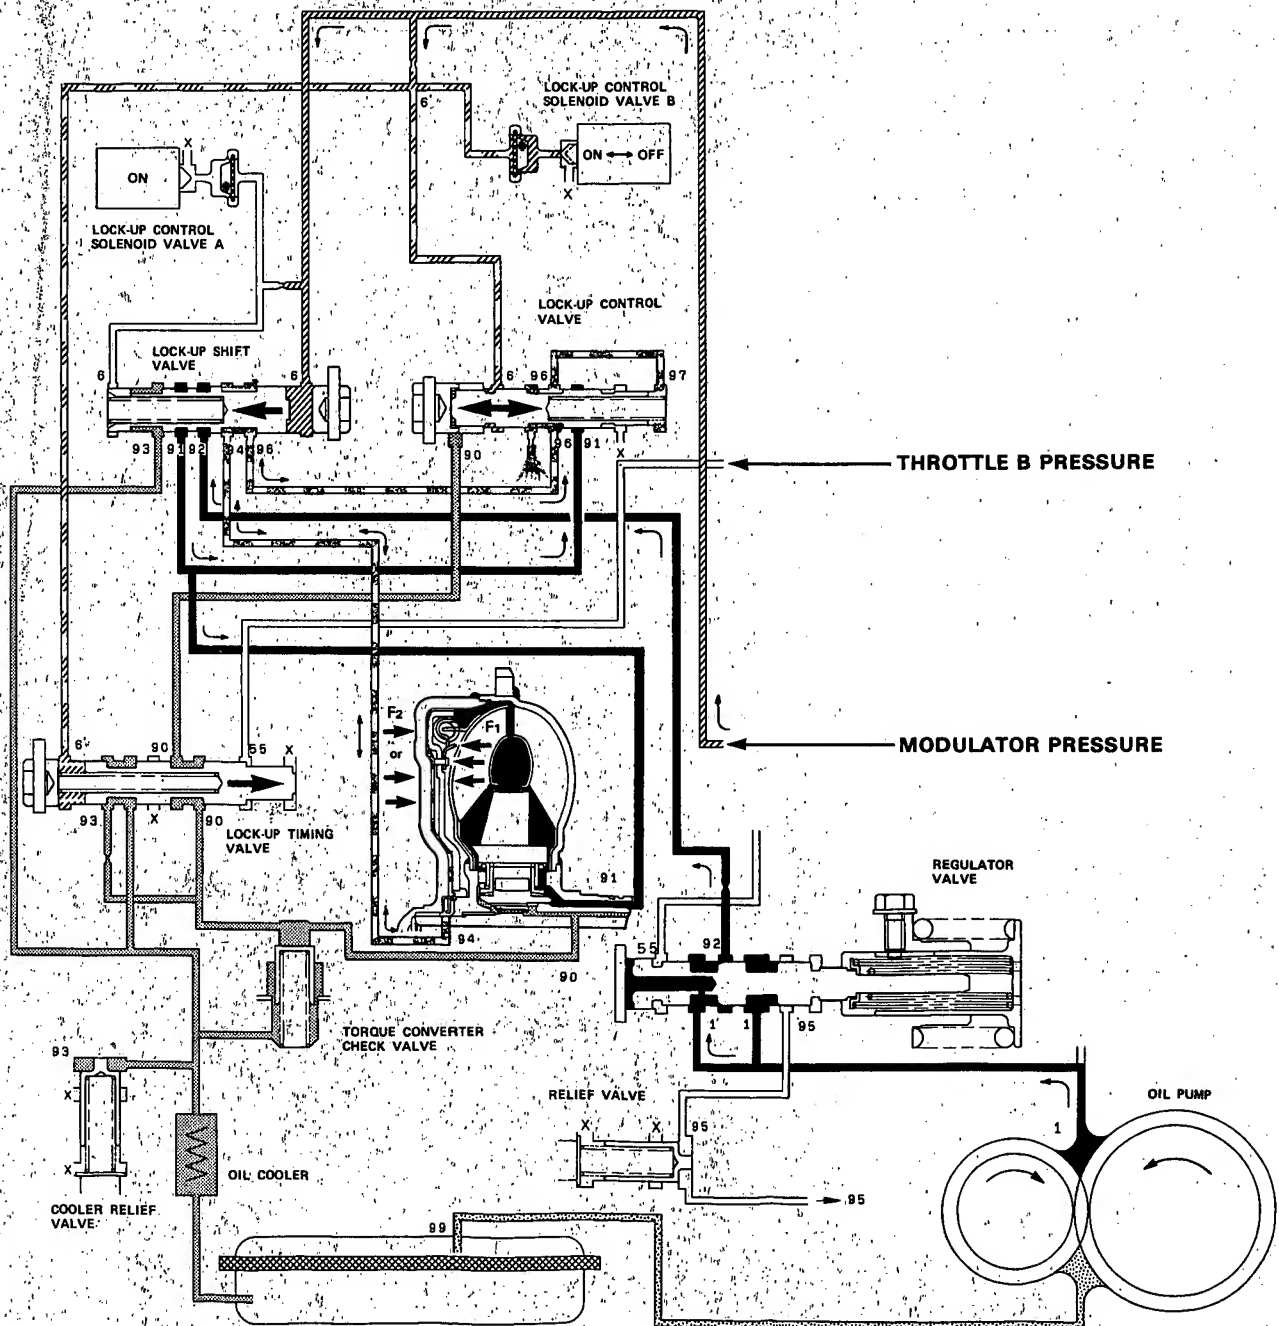 LOCK-UP CONTROL
SOLENOID VALVE B
6'
X
ON
ON ↔ OFF
X
LOCK-UP CONTROL
SOLENOID VALVE A
LOCK-UP CONTROL
VALVE
LOCK-UP SHIFT
VALVE
6 6 6' 96 97
93 91 92 94 96 90 96 91 X
THROTTLE B PRESSURE
F2 F1
or
MODULATOR PRESSURE
6' 90 55 X
93 X 90
LOCK-UP TIMING
VALVE
91
REGULATOR
VALVE
94
90
55 92
1' 1 95
TORQUE CONVERTER
CHECK VALVE
93
X
X
RELIEF VALVE
X X 95
95
OIL PUMP
1
OIL COOLER
COOLER RELIEF
VALVE
99